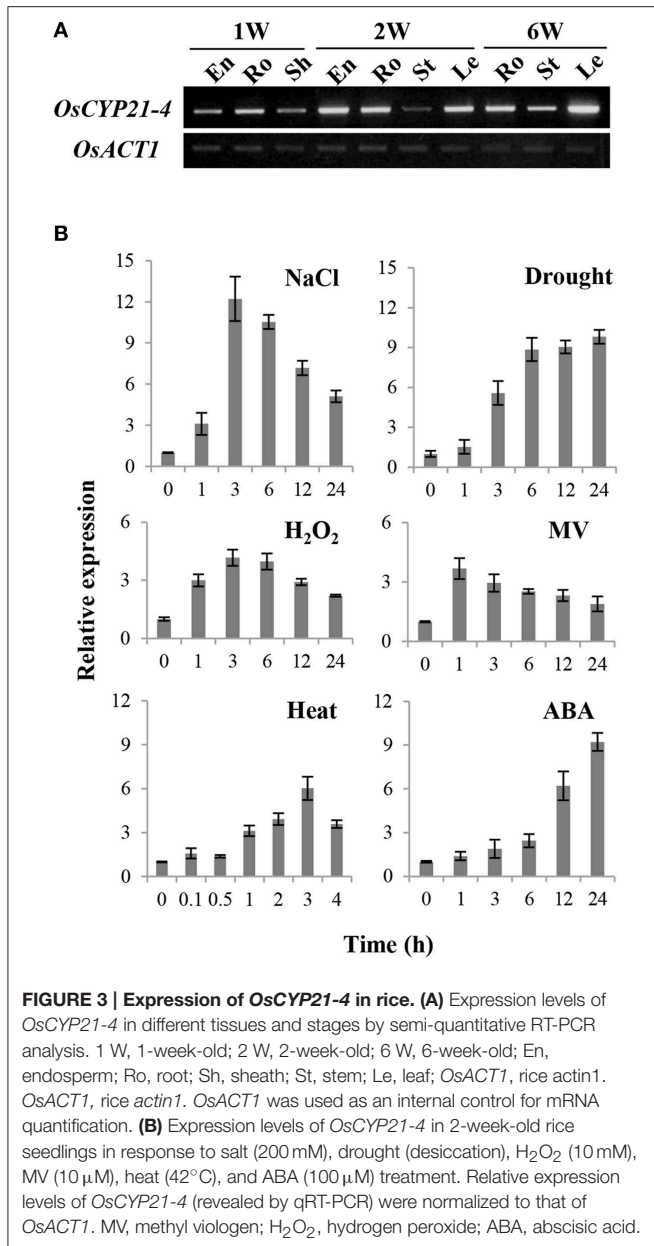 A
1W 2W 6W
En Ro Sh En Ro St Le Ro St Le
OsCYP21-4
OsACT1
B
Relative expression
NaCl
15
12
9
6
3
0
0 1 3 6 12 24
Drought
15
12
9
6
3
0
0 1 3 6 12 24
H₂O₂
6
3
0
0 1 3 6 12 24
MV
6
3
0
0 1 3 6 12 24
Heat
12
9
6
3
0
0 0.1 0.5 1 2 3 4
ABA
12
9
6
3
0
0 1 3 6 12 24
Time (h)
FIGURE 3 | Expression of OsCYP21-4 in rice. (A) Expression levels of
OsCYP21-4 in different tissues and stages by semi-quantitative RT-PCR
analysis. 1 W, 1-week-old; 2 W, 2-week-old; 6 W, 6-week-old; En,
endosperm; Ro, root; Sh, sheath; St, stem; Le, leaf; OsACT1, rice actin1.
OsACT1, rice actin1. OsACT1 was used as an internal control for mRNA
quantification. (B) Expression levels of OsCYP21-4 in 2-week-old rice
seedlings in response to salt (200 mM), drought (desiccation), H₂O₂ (10 mM),
MV (10 μM), heat (42°C), and ABA (100 μM) treatment. Relative expression
levels of OsCYP21-4 (revealed by qRT-PCR) were normalized to that of
OsACT1. MV, methyl viologen; H₂O₂, hydrogen peroxide; ABA, abscisic acid.